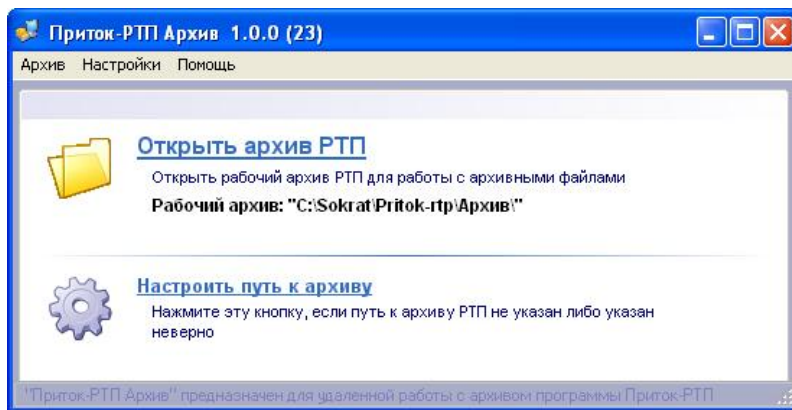 Приток-РТП Архив 1.0.0 (23)
Архив Настройки Помощь
Открыть архив РТП
Открыть рабочий архив РТП для работы с архивными файлами
Рабочий архив: "C:\Sokrat\Pritok-rtp\Архив\"
Настроить путь к архиву
Нажмите эту кнопку, если путь к архиву РТП не указан либо указан
неверно
"Приток-РТП Архив" предназначен для удаленной работы с архивом программы Приток-РТП